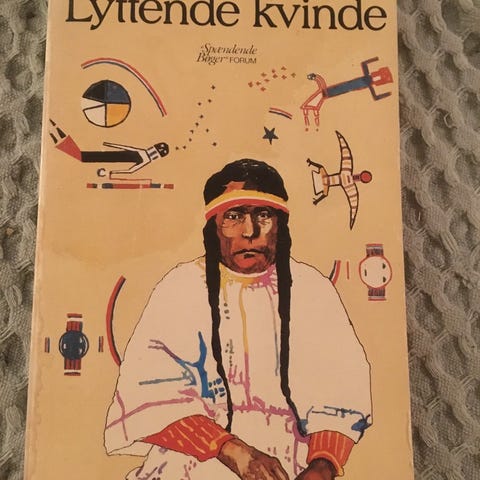 Lyttende kvinde
"Spændende
Bøger" FORUM